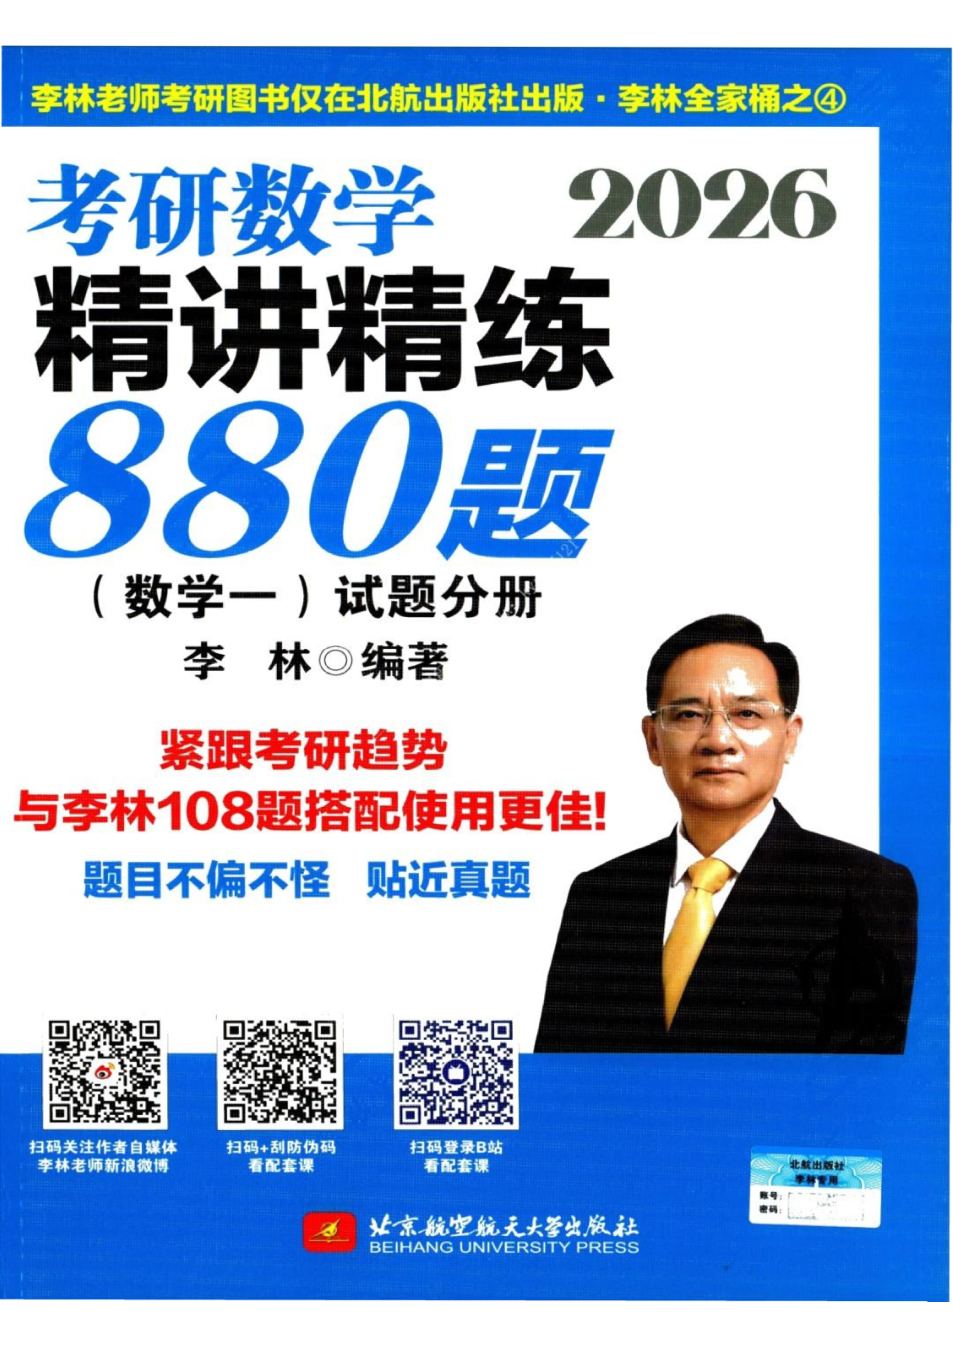 李林老师考研图书仅在北航出版社出版·李林全家桶之④
考研数学
2026
精讲精练
880题
（数学一）试题分册
李 林◎编著
紧跟考研趋势
与李林108题搭配使用更佳!
题目不偏不怪 贴近真题
扫码关注作者自媒体
李林老师新浪微博
扫码+刮防伪码
看配套课
扫码登录B站
看配套课
北航出版社
李林专用
账号:
密码:
北京航空航天大学出版社
BEIHANG UNIVERSITY PRESS